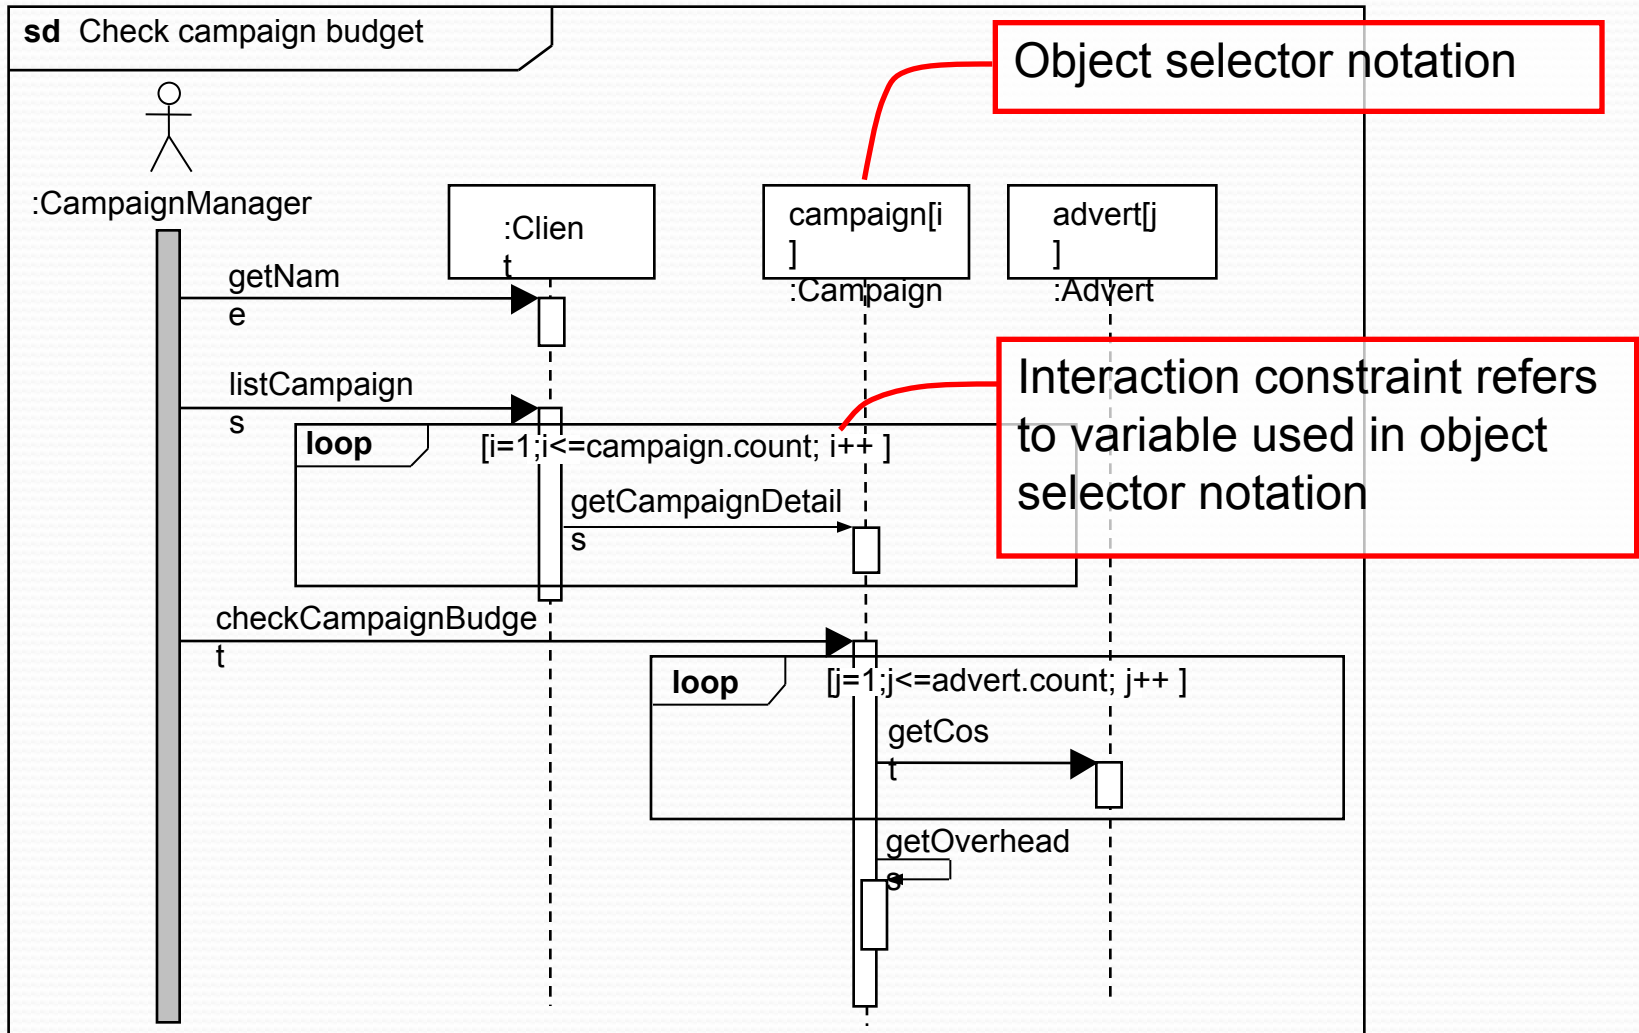 sd Check campaign budget
Object selector notation
:CampaignManager
:Clien
t
campaign[i
]
:Campaign
advert[j
]
:Advert
getNam
e
Interaction constraint refers
to variable used in object
selector notation
listCampaign
s
loop
[i=1;i<=campaign.count; i++ ]
getCampaignDetail
s
checkCampaignBudge
t
loop
[j=1;j<=advert.count; j++ ]
getCos
t
getOverhead
s